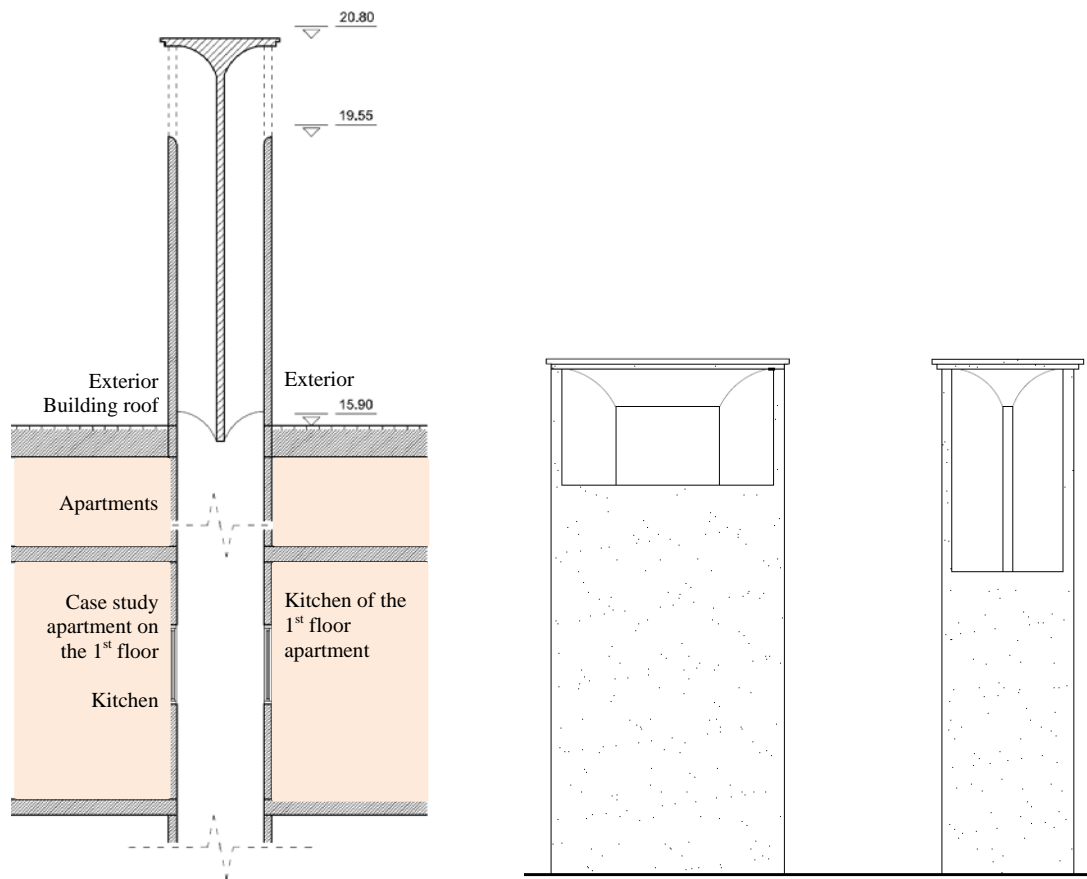 20.80
19.55
Exterior
Building roof
Exterior
15.90
Apartments
Case study
apartment on
the 1st floor
Kitchen
Kitchen of the
1st floor
apartment